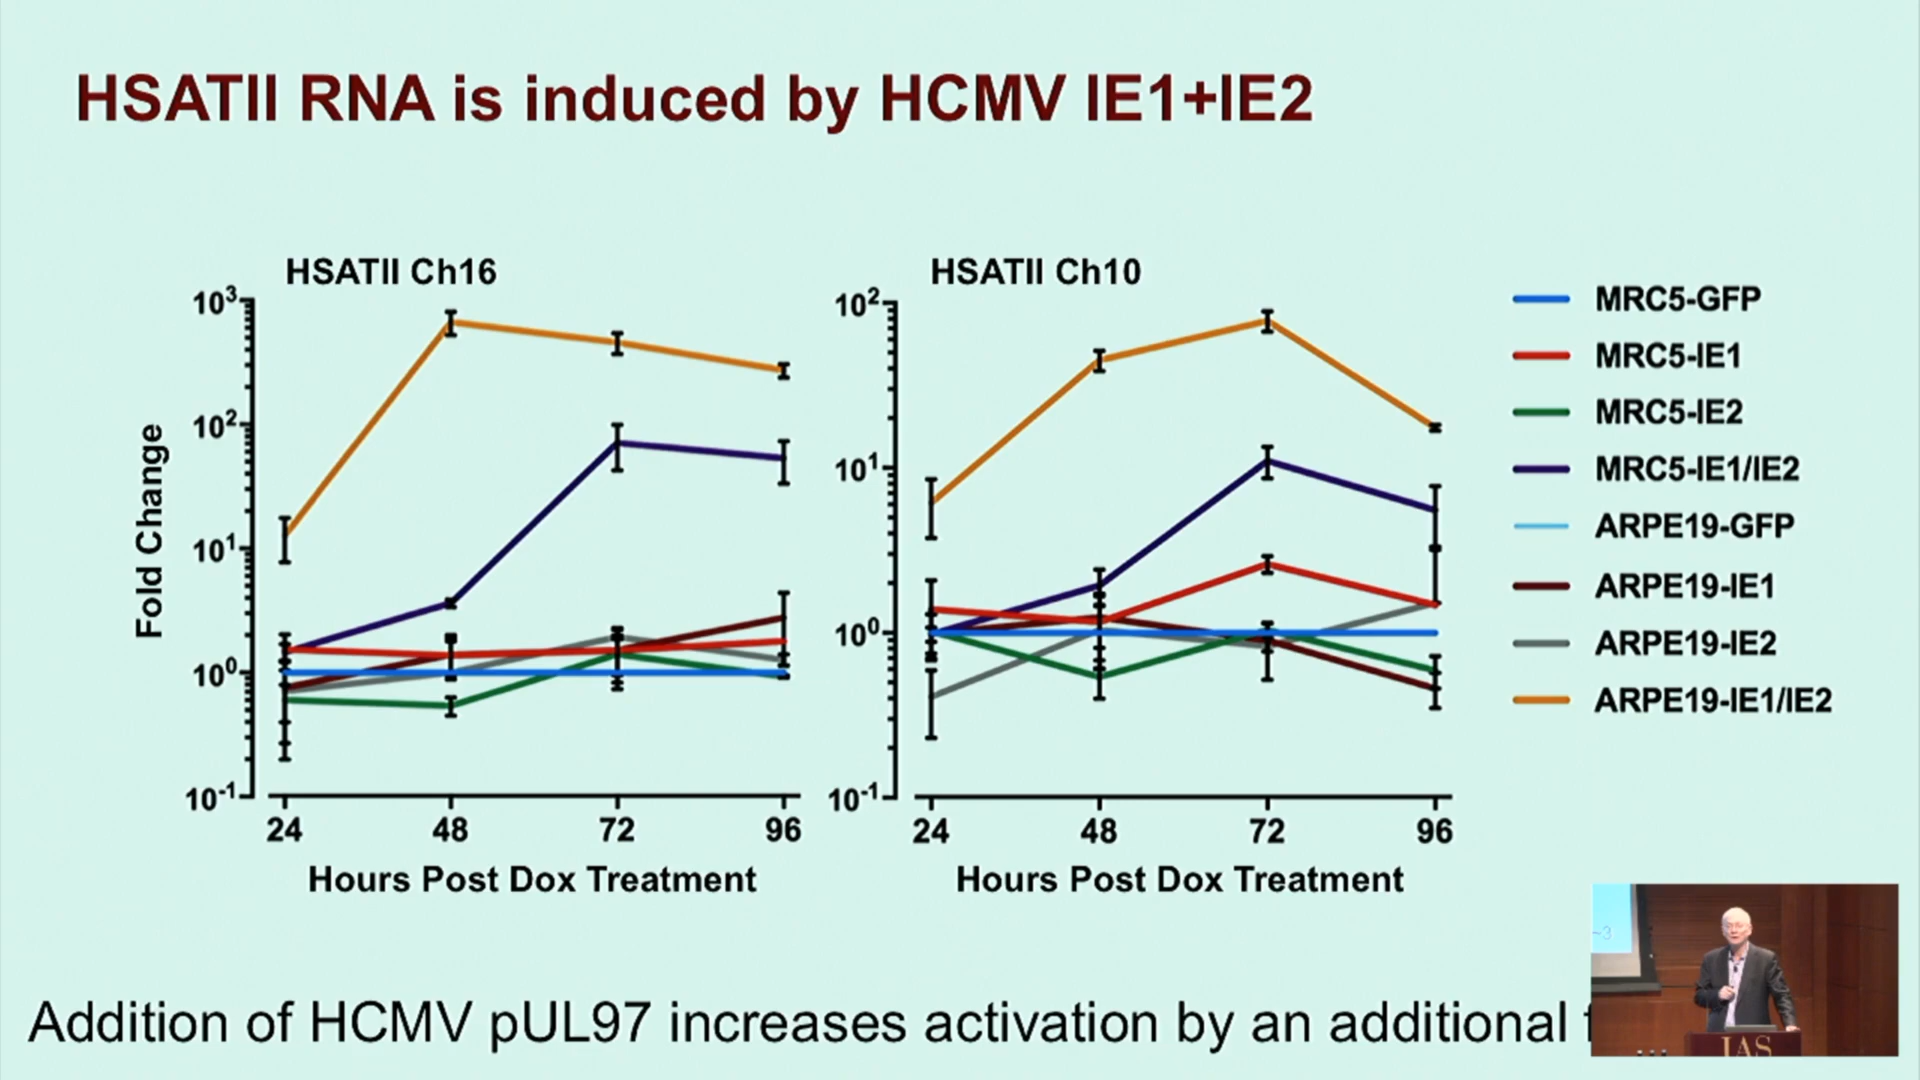 HSATII RNA is induced by HCMV IE1+IE2
HSATII Ch16
10³
10²
10¹
10⁰
10⁻¹
Fold Change
24 48 72 96
Hours Post Dox Treatment
HSATII Ch10
10²
10¹
10⁰
10⁻¹
24 48 72 96
Hours Post Dox Treatment
MRC5-GFP
MRC5-IE1
MRC5-IE2
MRC5-IE1/IE2
ARPE19-GFP
ARPE19-IE1
ARPE19-IE2
ARPE19-IE1/IE2
Addition of HCMV pUL97 increases activation by an additional
~3
IAS